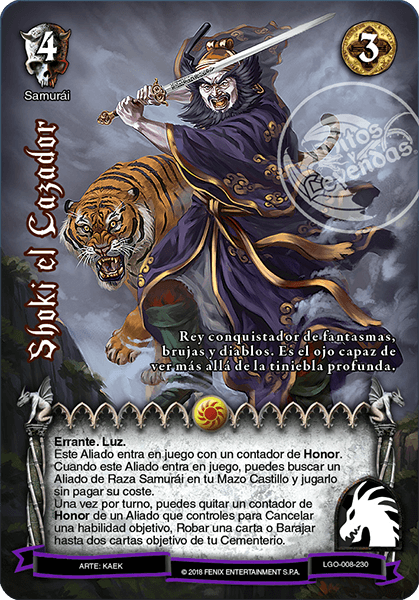 4
3
Samurái
Mitos y
Leyendas
Shoki el Cazador
Rey conquistador de fantasmas,
brujas y diablos. Es el ojo capaz de
ver más allá de la tiniebla profunda.
Errante. Luz.
Este Aliado entra en juego con un contador de Honor.
Cuando este Aliado entra en juego, puedes buscar un
Aliado de Raza Samurái en tu Mazo Castillo y jugarlo
sin pagar su coste.
Una vez por turno, puedes quitar un contador de
Honor de un Aliado que controles para Cancelar
una habilidad objetivo, Robar una carta o Barajar
hasta dos cartas objetivo de tu Cementerio.
ARTE: KAEK
© 2018 FENIX ENTERTAINMENT S.P.A.
LGO-008-230